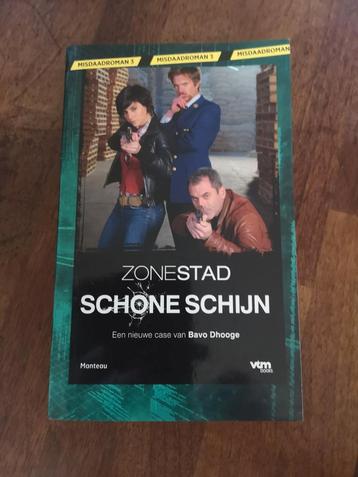 MISDAADROMAN 3 MISDAADROMAN 3 MISDAADROMAN
ZONESTAD
SCHONE SCHIJN
Een nieuwe case van Bavo Dhooge
Manteau
vtm
BOOKS